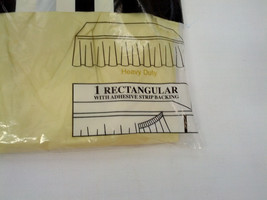 Heavy Duty
1 RECTANGULAR
WITH ADHESIVE STRIP BACKING